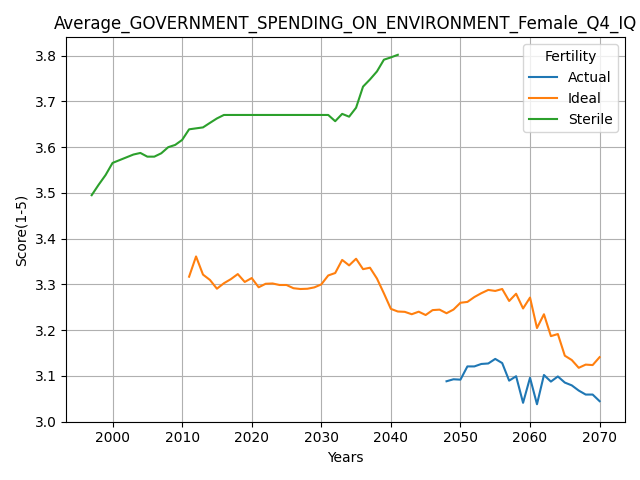 Average_GOVERNMENT_SPENDING_ON_ENVIRONMENT_Female_Q4_IQ
Fertility
Actual
Ideal
Sterile
Score(1-5)
3.8
3.7
3.6
3.5
3.4
3.3
3.2
3.1
3.0
2000 2010 2020 2030 2040 2050 2060 2070
Years